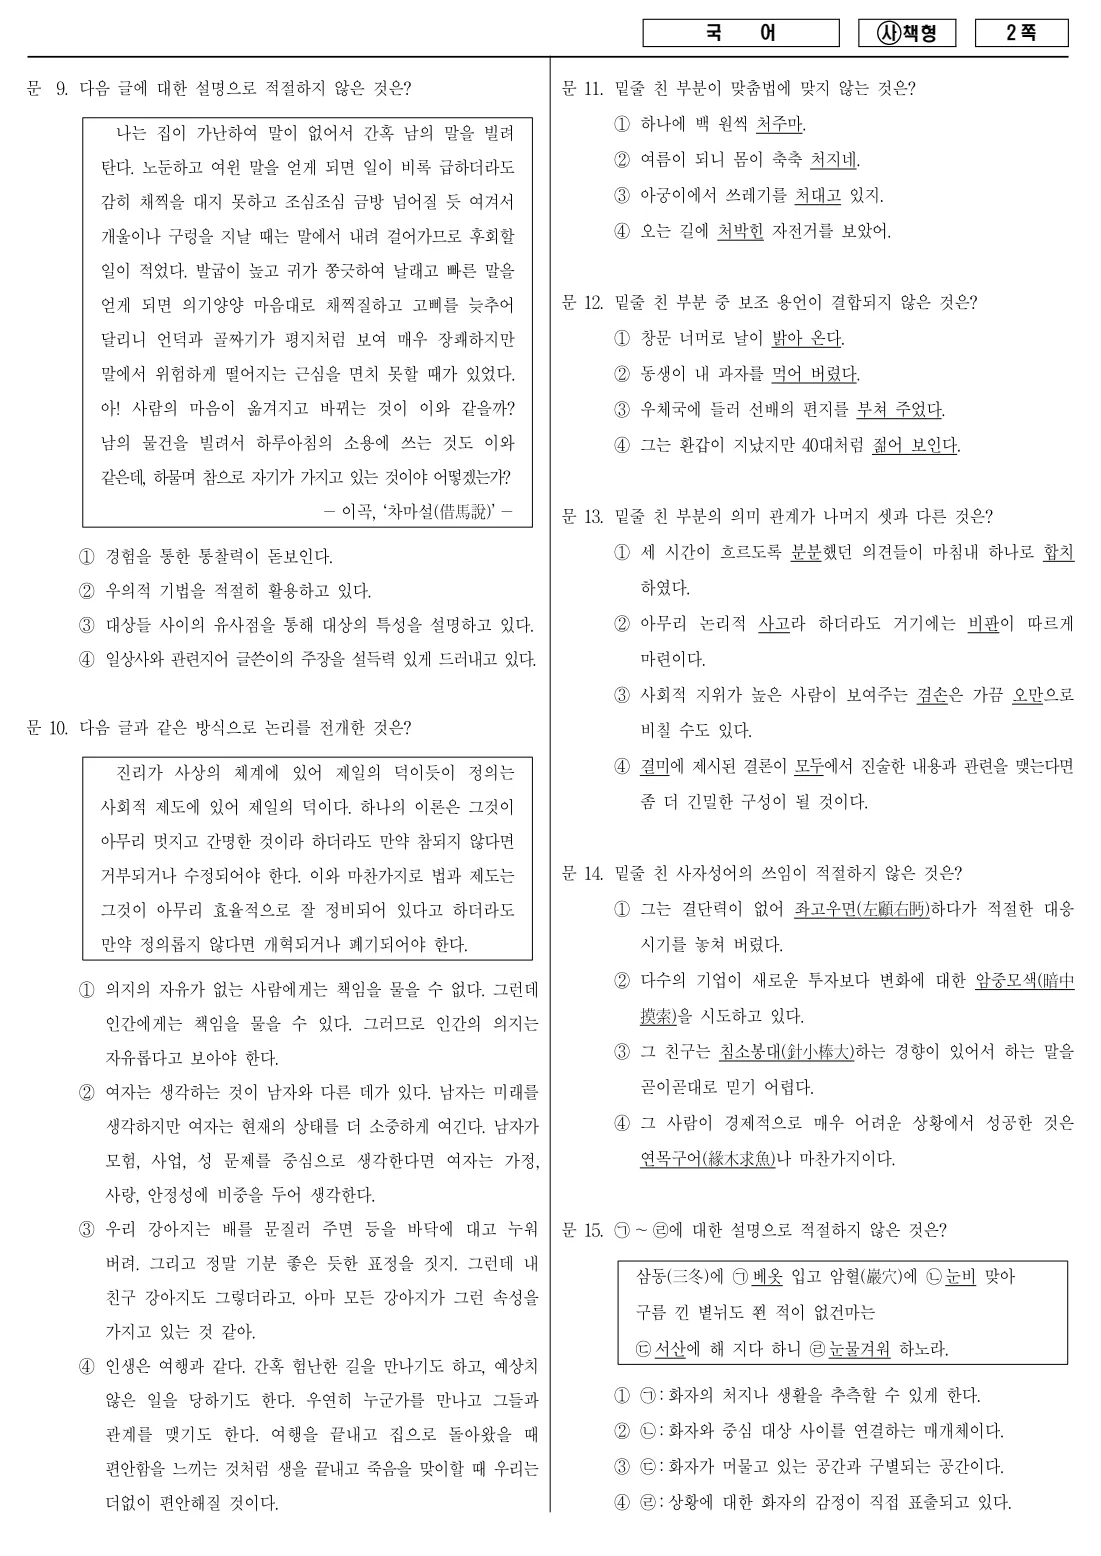 국 어
㉴책형
2 쪽
문 9. 다음 글에 대한 설명으로 적절하지 않은 것은?
나는 집이 가난하여 말이 없어서 간혹 남의 말을 빌려
탄다. 노둔하고 여윈 말을 얻게 되면 일이 비록 급하더라도
감히 채찍을 대지 못하고 조심조심 금방 넘어질 듯 여겨서
개울이나 구렁을 지날 때는 말에서 내려 걸어가므로 후회할
일이 적었다. 발굽이 높고 귀가 쫑긋하여 날래고 빠른 말을
얻게 되면 의기양양 마음대로 채찍질하고 고삐를 늦추어
달리니 언덕과 골짜기가 평지처럼 보여 매우 장쾌하지만
말에서 위험하게 떨어지는 근심을 면치 못할 때가 있었다.
아! 사람의 마음이 옮겨지고 바뀌는 것이 이와 같을까?
남의 물건을 빌려서 하루아침의 소용에 쓰는 것도 이와
같은데, 하물며 참으로 자기가 가지고 있는 것이야 어떻겠는가?
－ 이곡, ‘차마설(借馬說)’－
① 경험을 통한 통찰력이 돋보인다.
② 우의적 기법을 적절히 활용하고 있다.
③ 대상들 사이의 유사점을 통해 대상의 특성을 설명하고 있다.
④ 일상사와 관련지어 글쓴이의 주장을 설득력 있게 드러내고 있다.
문 10. 다음 글과 같은 방식으로 논리를 전개한 것은?
진리가 사상의 체계에 있어 제일의 덕이듯이 정의는
사회적 제도에 있어 제일의 덕이다. 하나의 이론은 그것이
아무리 멋지고 간명한 것이라 하더라도 만약 참되지 않다면
거부되거나 수정되어야 한다. 이와 마찬가지로 법과 제도는
그것이 아무리 효율적으로 잘 정비되어 있다고 하더라도
만약 정의롭지 않다면 개혁되거나 폐기되어야 한다.
① 의지의 자유가 없는 사람에게는 책임을 물을 수 없다. 그런데
인간에게는 책임을 물을 수 있다. 그러므로 인간의 의지는
자유롭다고 보아야 한다.
② 여자는 생각하는 것이 남자와 다른 데가 있다. 남자는 미래를
생각하지만 여자는 현재의 상태를 더 소중하게 여긴다. 남자가
모험, 사업, 성 문제를 중심으로 생각한다면 여자는 가정,
사랑, 안정성에 비중을 두어 생각한다.
③ 우리 강아지는 배를 문질러 주면 등을 바닥에 대고 누워
버려. 그리고 정말 기분 좋은 듯한 표정을 짓지. 그런데 내
친구 강아지도 그렇더라고. 아마 모든 강아지가 그런 속성을
가지고 있는 것 같아.
④ 인생은 여행과 같다. 간혹 험난한 길을 만나기도 하고, 예상치
않은 일을 당하기도 한다. 우연히 누군가를 만나고 그들과
관계를 맺기도 한다. 여행을 끝내고 집으로 돌아왔을 때
편안함을 느끼는 것처럼 생을 끝내고 죽음을 맞이할 때 우리는
더없이 편안해질 것이다.
문 11. 밑줄 친 부분이 맞춤법에 맞지 않는 것은?
① 하나에 백 원씩 처주마.
② 여름이 되니 몸이 축축 처지네.
③ 아궁이에서 쓰레기를 처대고 있지.
④ 오는 길에 처박힌 자전거를 보았어.
문 12. 밑줄 친 부분 중 보조 용언이 결합되지 않은 것은?
① 창문 너머로 날이 밝아 온다.
② 동생이 내 과자를 먹어 버렸다.
③ 우체국에 들러 선배의 편지를 부쳐 주었다.
④ 그는 환갑이 지났지만 40대처럼 젊어 보인다.
문 13. 밑줄 친 부분의 의미 관계가 나머지 셋과 다른 것은?
① 세 시간이 흐르도록 분분했던 의견들이 마침내 하나로 합치
하였다.
② 아무리 논리적 사고라 하더라도 거기에는 비판이 따르게
마련이다.
③ 사회적 지위가 높은 사람이 보여주는 겸손은 가끔 오만으로
비칠 수도 있다.
④ 결미에 제시된 결론이 모두에서 진술한 내용과 관련을 맺는다면
좀 더 긴밀한 구성이 될 것이다.
문 14. 밑줄 친 사자성어의 쓰임이 적절하지 않은 것은?
① 그는 결단력이 없어 좌고우면(左顧右眄)하다가 적절한 대응
시기를 놓쳐 버렸다.
② 다수의 기업이 새로운 투자보다 변화에 대한 암중모색(暗中
摸索)을 시도하고 있다.
③ 그 친구는 침소봉대(針小棒大)하는 경향이 있어서 하는 말을
곧이곧대로 믿기 어렵다.
④ 그 사람이 경제적으로 매우 어려운 상황에서 성공한 것은
연목구어(緣木求魚)나 마찬가지이다.
문 15. ㉠～㉣에 대한 설명으로 적절하지 않은 것은?
삼동(三冬)에 ㉠베옷 입고 암혈(巖穴)에 ㉡눈비 맞아
구름 낀 볕뉘도 쬔 적이 없건마는
㉢서산에 해 지다 하니 ㉣눈물겨워 하노라.
① ㉠: 화자의 처지나 생활을 추측할 수 있게 한다.
② ㉡: 화자와 중심 대상 사이를 연결하는 매개체이다.
③ ㉢: 화자가 머물고 있는 공간과 구별되는 공간이다.
④ ㉣: 상황에 대한 화자의 감정이 직접 표출되고 있다.